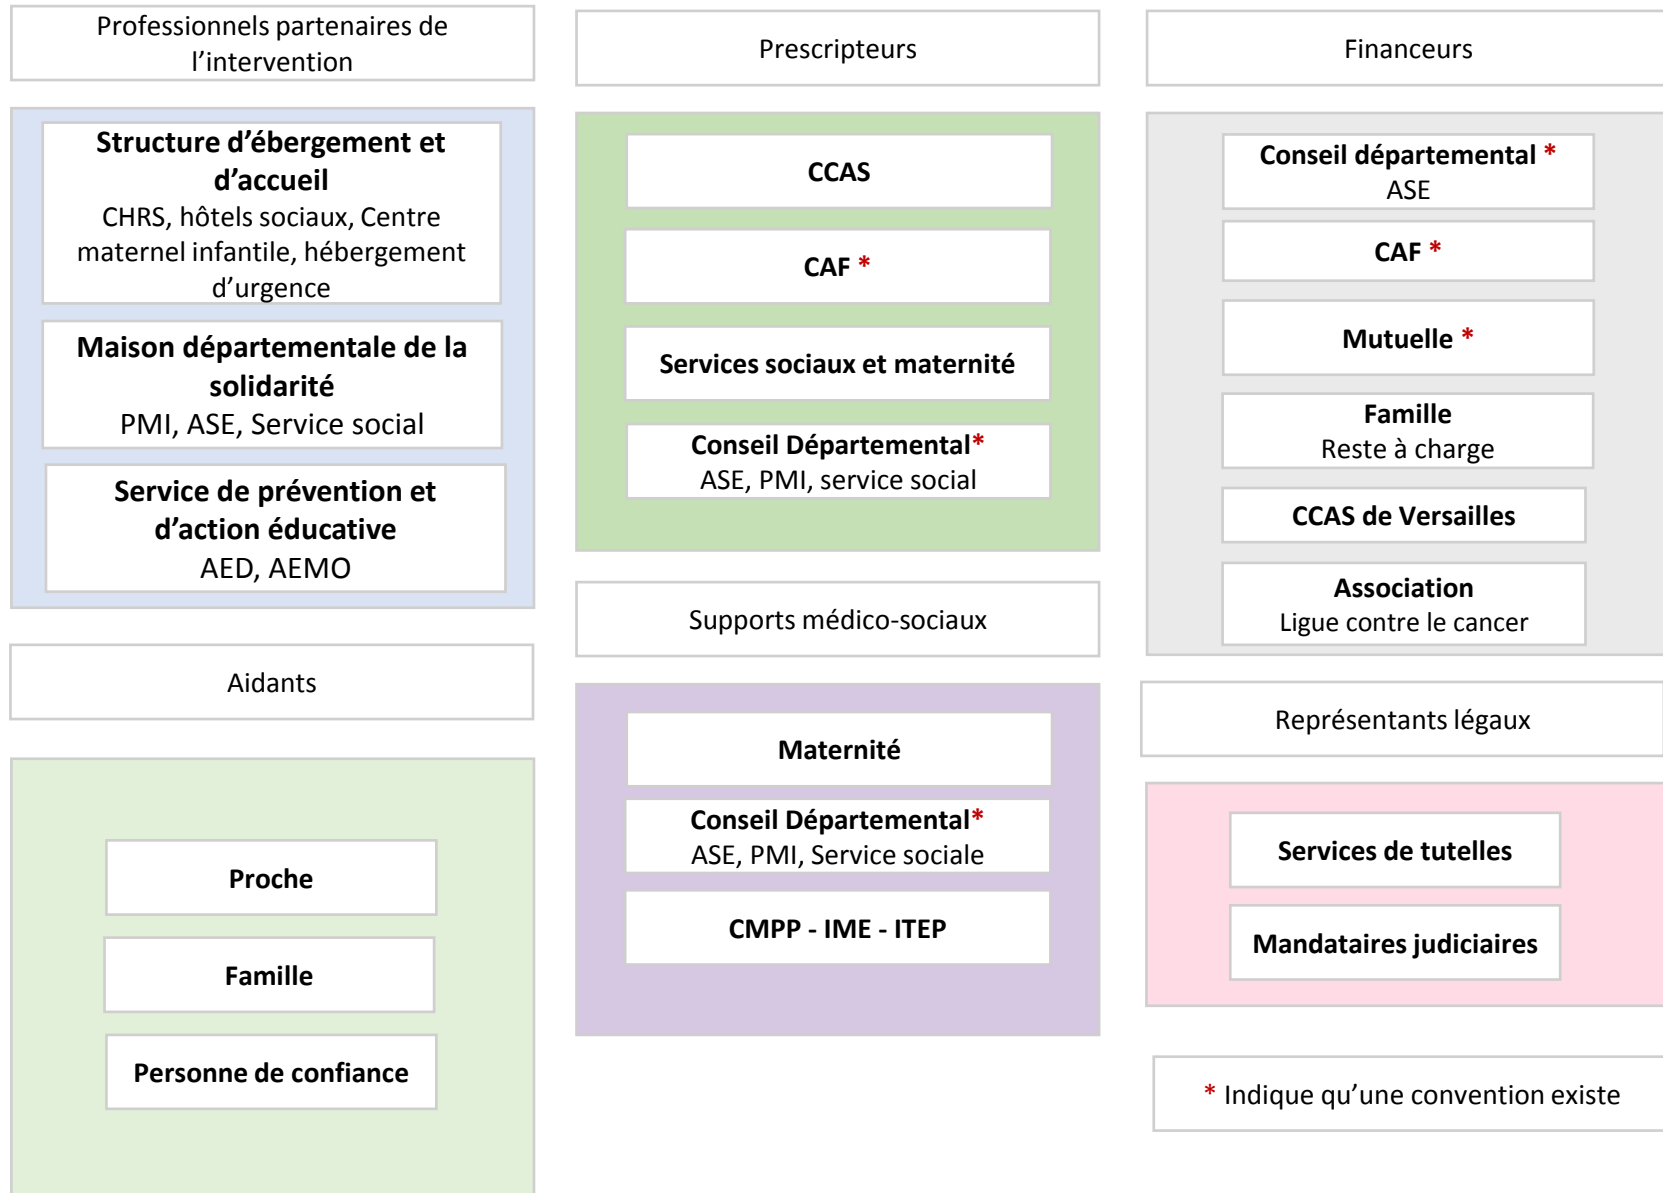 Professionnels partenaires de
l’intervention
Structure d’ébergement et
d’accueil
CHRS, hôtels sociaux, Centre
maternel infantile, hébergement
d’urgence
Maison départementale de la
solidarité
PMI, ASE, Service social
Service de prévention et
d’action éducative
AED, AEMO
Aidants
Proche
Famille
Personne de confiance
Prescripteurs
CCAS
CAF *
Services sociaux et maternité
Conseil Départemental*
ASE, PMI, service social
Supports médico-sociaux
Maternité
Conseil Départemental*
ASE, PMI, Service sociale
CMPP - IME - ITEP
Financeurs
Conseil départemental *
ASE
CAF *
Mutuelle *
Famille
Reste à charge
CCAS de Versailles
Association
Ligue contre le cancer
Représentants légaux
Services de tutelles
Mandataires judiciaires
* Indique qu’une convention existe